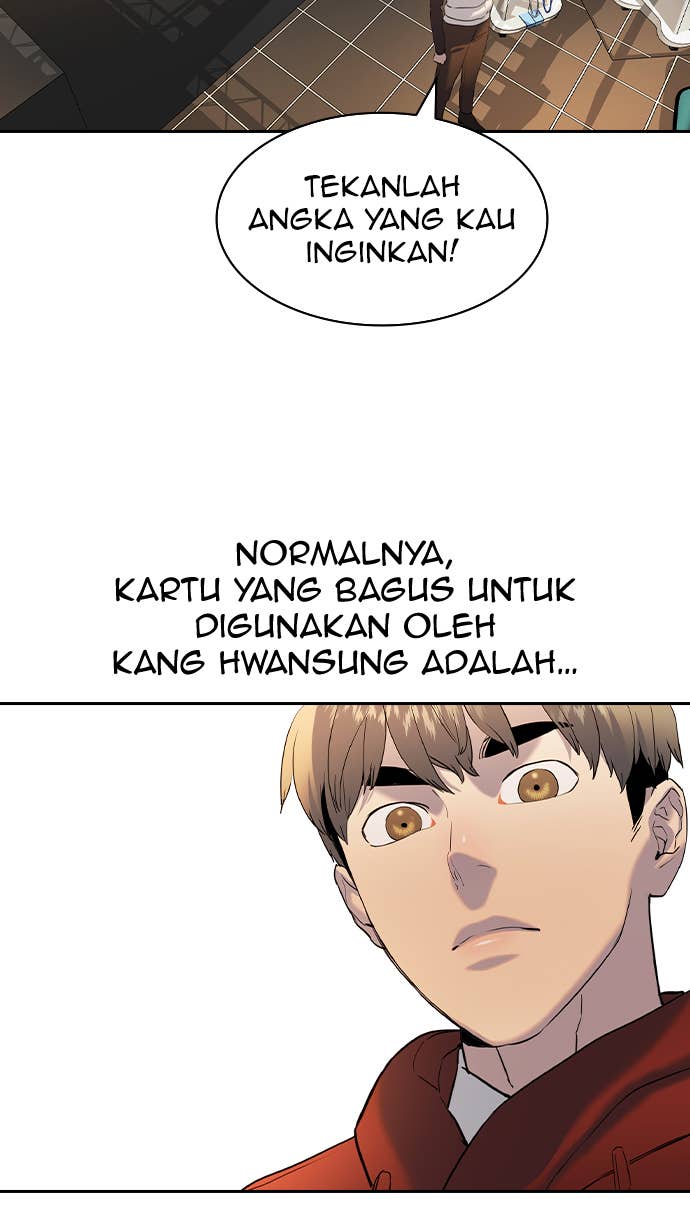 TEKANLAH
ANGKA YANG KAU
INGINKAN!
NORMALNYA,
KARTU YANG BAGUS UNTUK
DIGUNAKAN OLEH
KANG HWANSUNG ADALAH...